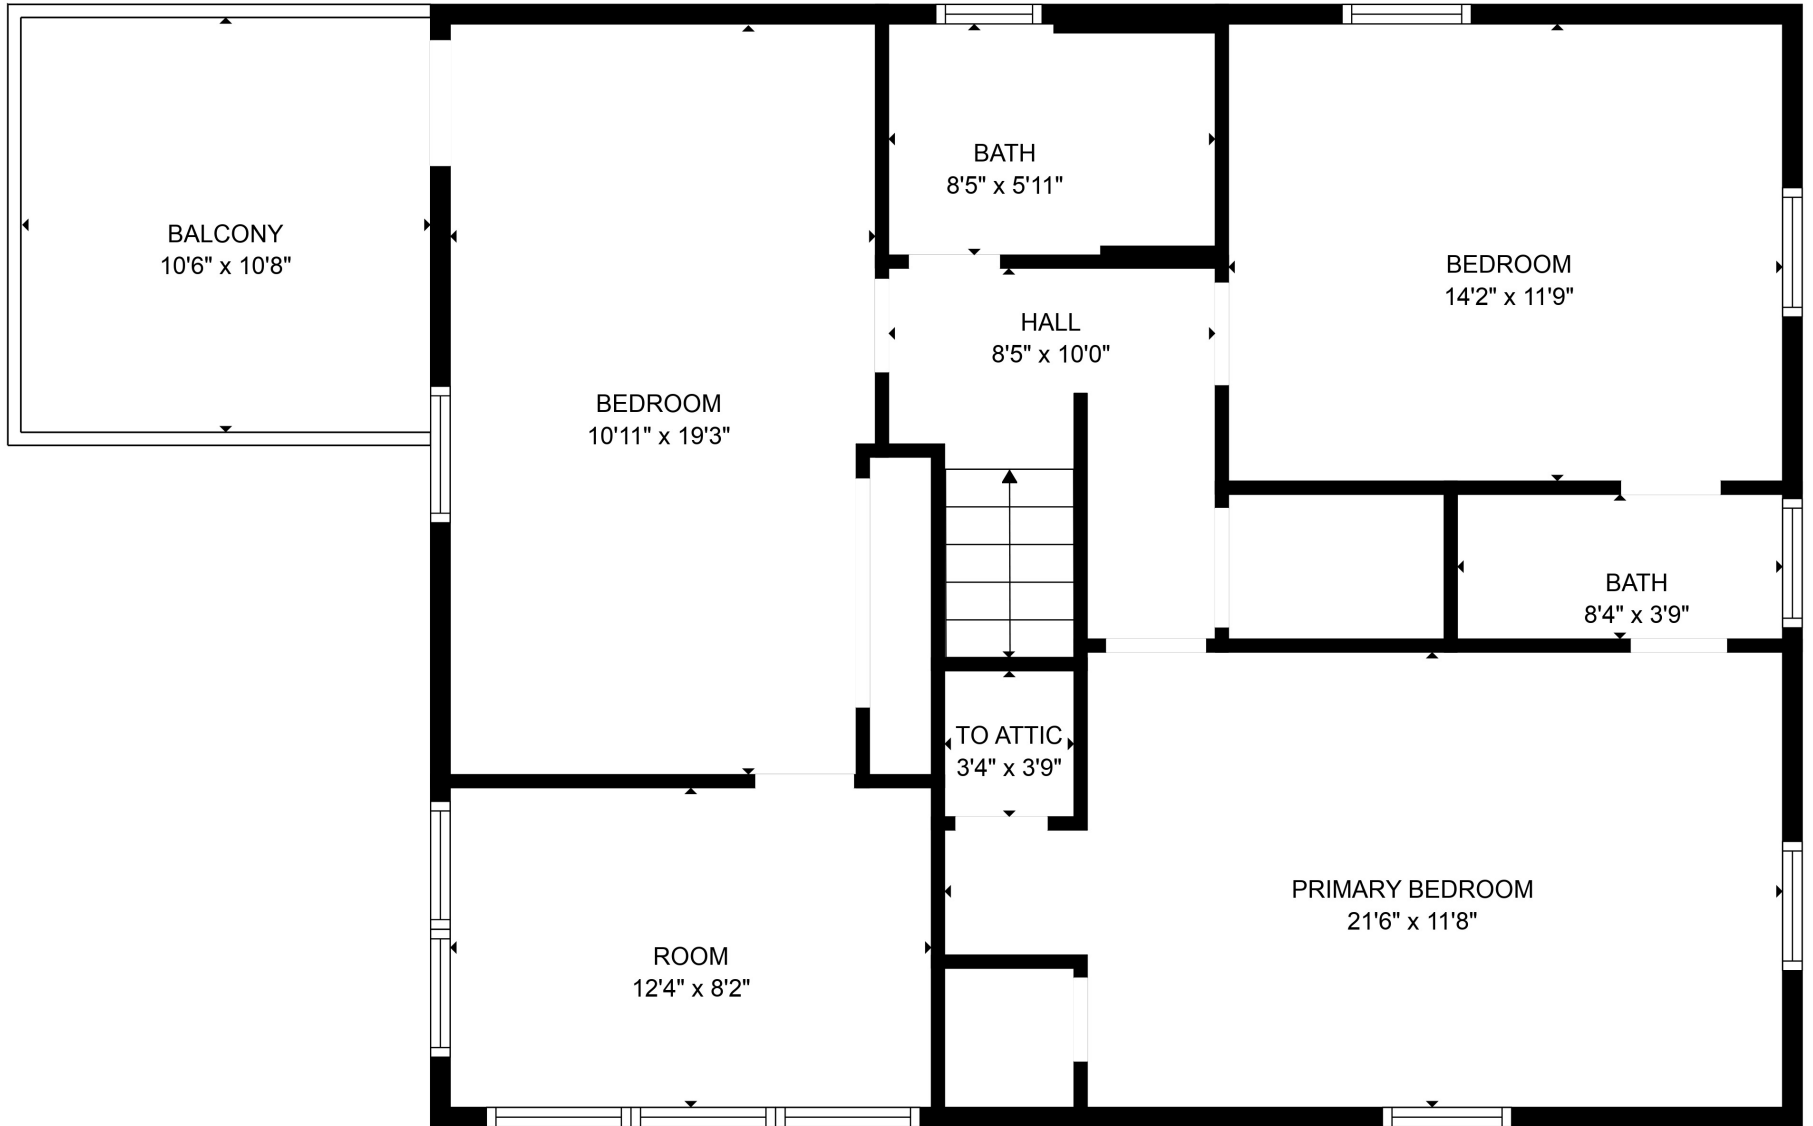 BATH
8'5" x 5'11"
BALCONY
10'6" x 10'8"
BEDROOM
14'2" x 11'9"
HALL
8'5" x 10'0"
BEDROOM
10'11" x 19'3"
BATH
8'4" x 3'9"
TO ATTIC
3'4" x 3'9"
PRIMARY BEDROOM
21'6" x 11'8"
ROOM
12'4" x 8'2"